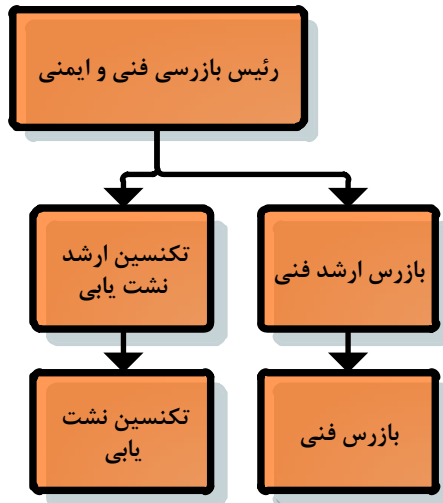 رئیس بازرسی فنی و ایمنی
بازرس ارشد فنی
تکنسین ارشد
نشت یابی
بازرس فنی
تکنسین نشت
یابی